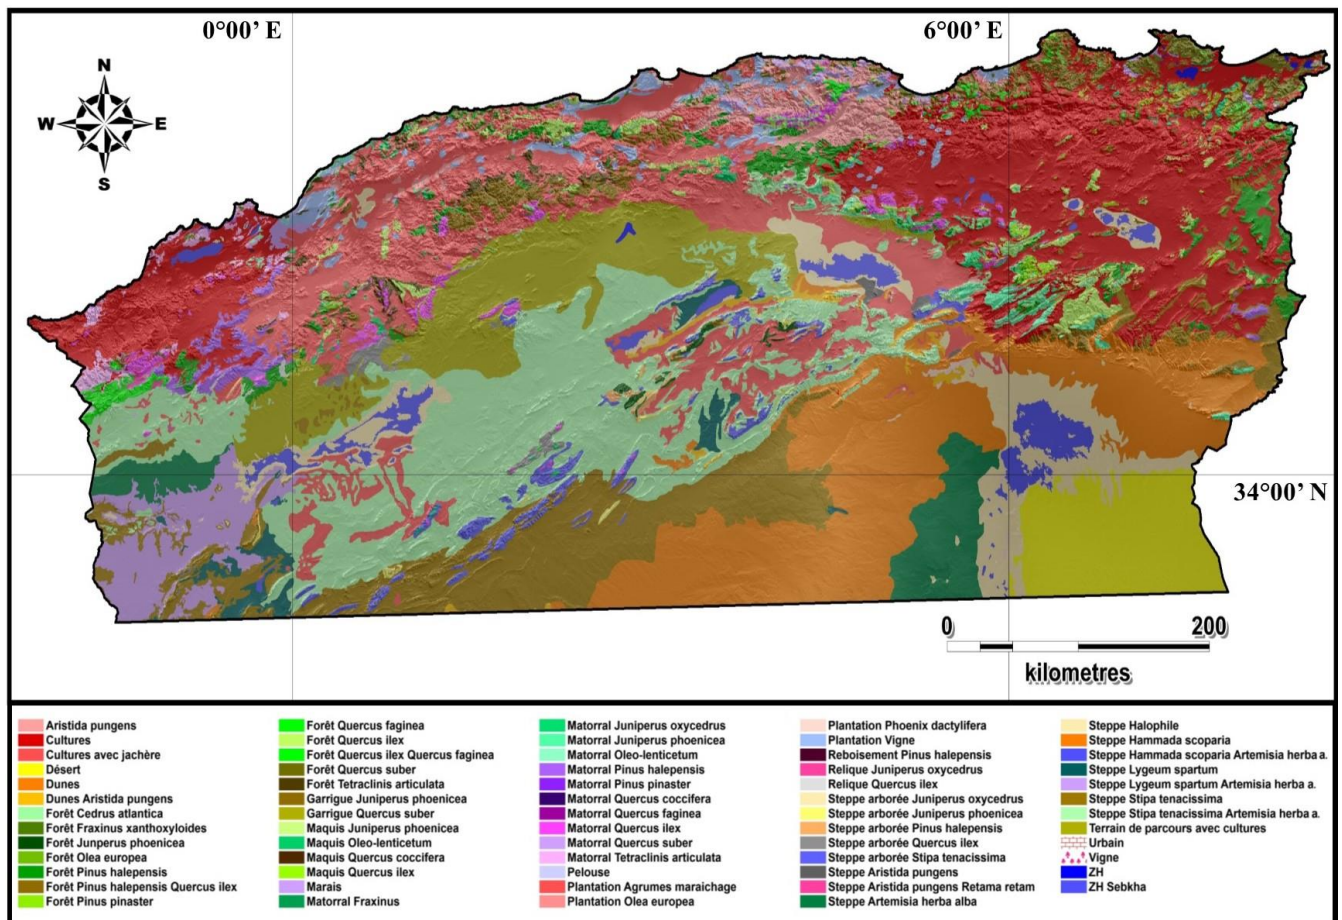 0°00’ E
6°00’ E
N
W
E
S
34°00’ N
0
200
kilometres
Aristida pungens
Cultures
Cultures avec jachère
Désert
Dunes
Dunes Aristida pungens
Forêt Cedrus atlantica
Forêt Fraxinus xanthoxyloides
Forêt Junperus phoenicea
Forêt Olea europea
Forêt Pinus halepensis
Forêt Pinus halepensis Quercus ilex
Forêt Pinus pinaster
Forêt Quercus faginea
Forêt Quercus ilex
Forêt Quercus ilex Quercus faginea
Forêt Quercus suber
Forêt Tetraclinis articulata
Garrigue Juniperus phoenicea
Garrigue Quercus suber
Maquis Juniperus phoenicea
Maquis Oleo-lenticetum
Maquis Quercus coccifera
Maquis Quercus ilex
Marais
Matorral Fraxinus
Matorral Juniperus oxycedrus
Matorral Juniperus phoenicea
Matorral Oleo-lenticetum
Matorral Pinus halepensis
Matorral Pinus pinaster
Matorral Quercus coccifera
Matorral Quercus faginea
Matorral Quercus ilex
Matorral Quercus suber
Matorral Tetraclinis articulata
Pelouse
Plantation Agrumes maraichage
Plantation Olea europea
Plantation Phoenix dactylifera
Plantation Vigne
Reboisement Pinus halepensis
Relique Juniperus oxycedrus
Relique Quercus ilex
Steppe arborée Juniperus oxycedrus
Steppe arborée Juniperus phoenicea
Steppe arborée Pinus halepensis
Steppe arborée Quercus ilex
Steppe arborée Stipa tenacissima
Steppe Aristida pungens
Steppe Aristida pungens Retama retam
Steppe Artemisia herba alba
Steppe Halophile
Steppe Hammada scoparia
Steppe Hammada scoparia Artemisia herba a.
Steppe Lygeum spartum
Steppe Lygeum spartum Artemisia herba a.
Steppe Stipa tenacissima
Steppe Stipa tenacissima Artemisia herba a.
Terrain de parcours avec cultures
Urbain
Vigne
ZH
ZH Sebkha